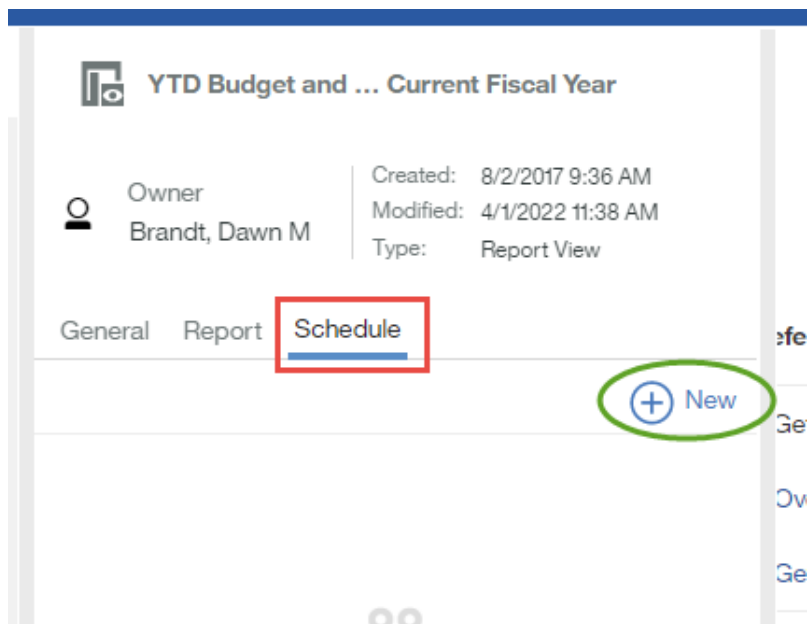 YTD Budget and ... Current Fiscal Year
Owner
Brandt, Dawn M
Created: 8/2/2017 9:36 AM
Modified: 4/1/2022 11:38 AM
Type: Report View
General Report Schedule
New